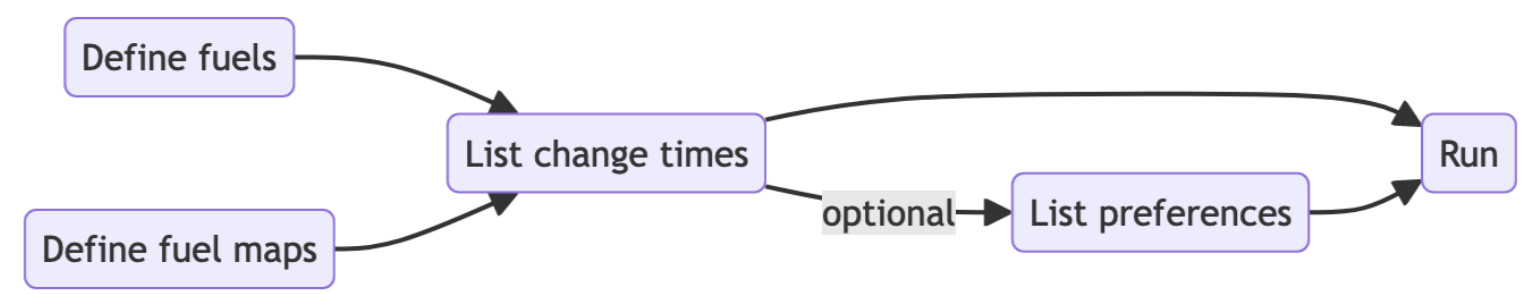 Define fuels
Define fuel maps
List change times
optional
List preferences
Run